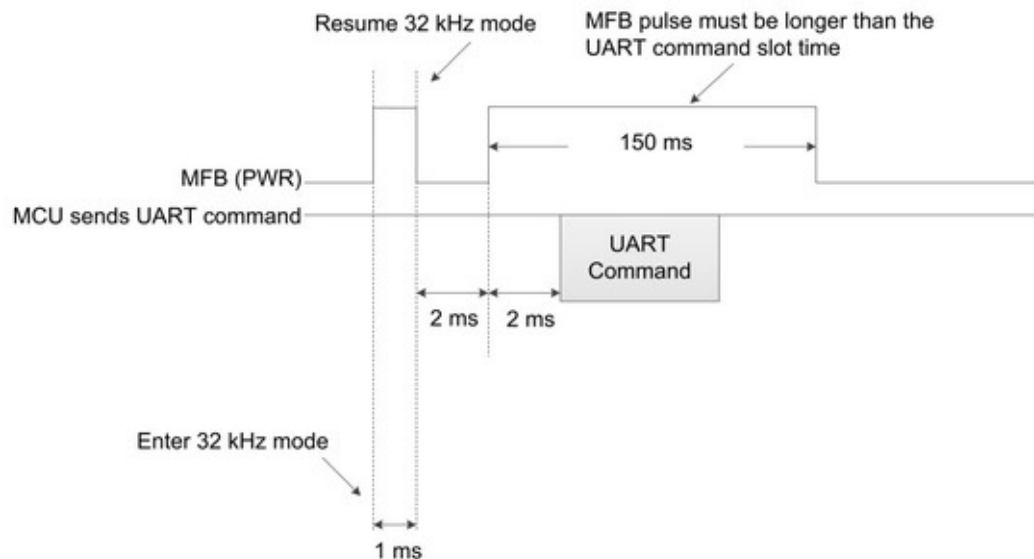 Resume 32 kHz mode
MFB pulse must be longer than the
UART command slot time
150 ms
MFB (PWR)
MCU sends UART command
UART
Command
2 ms
2 ms
Enter 32 kHz mode
1 ms